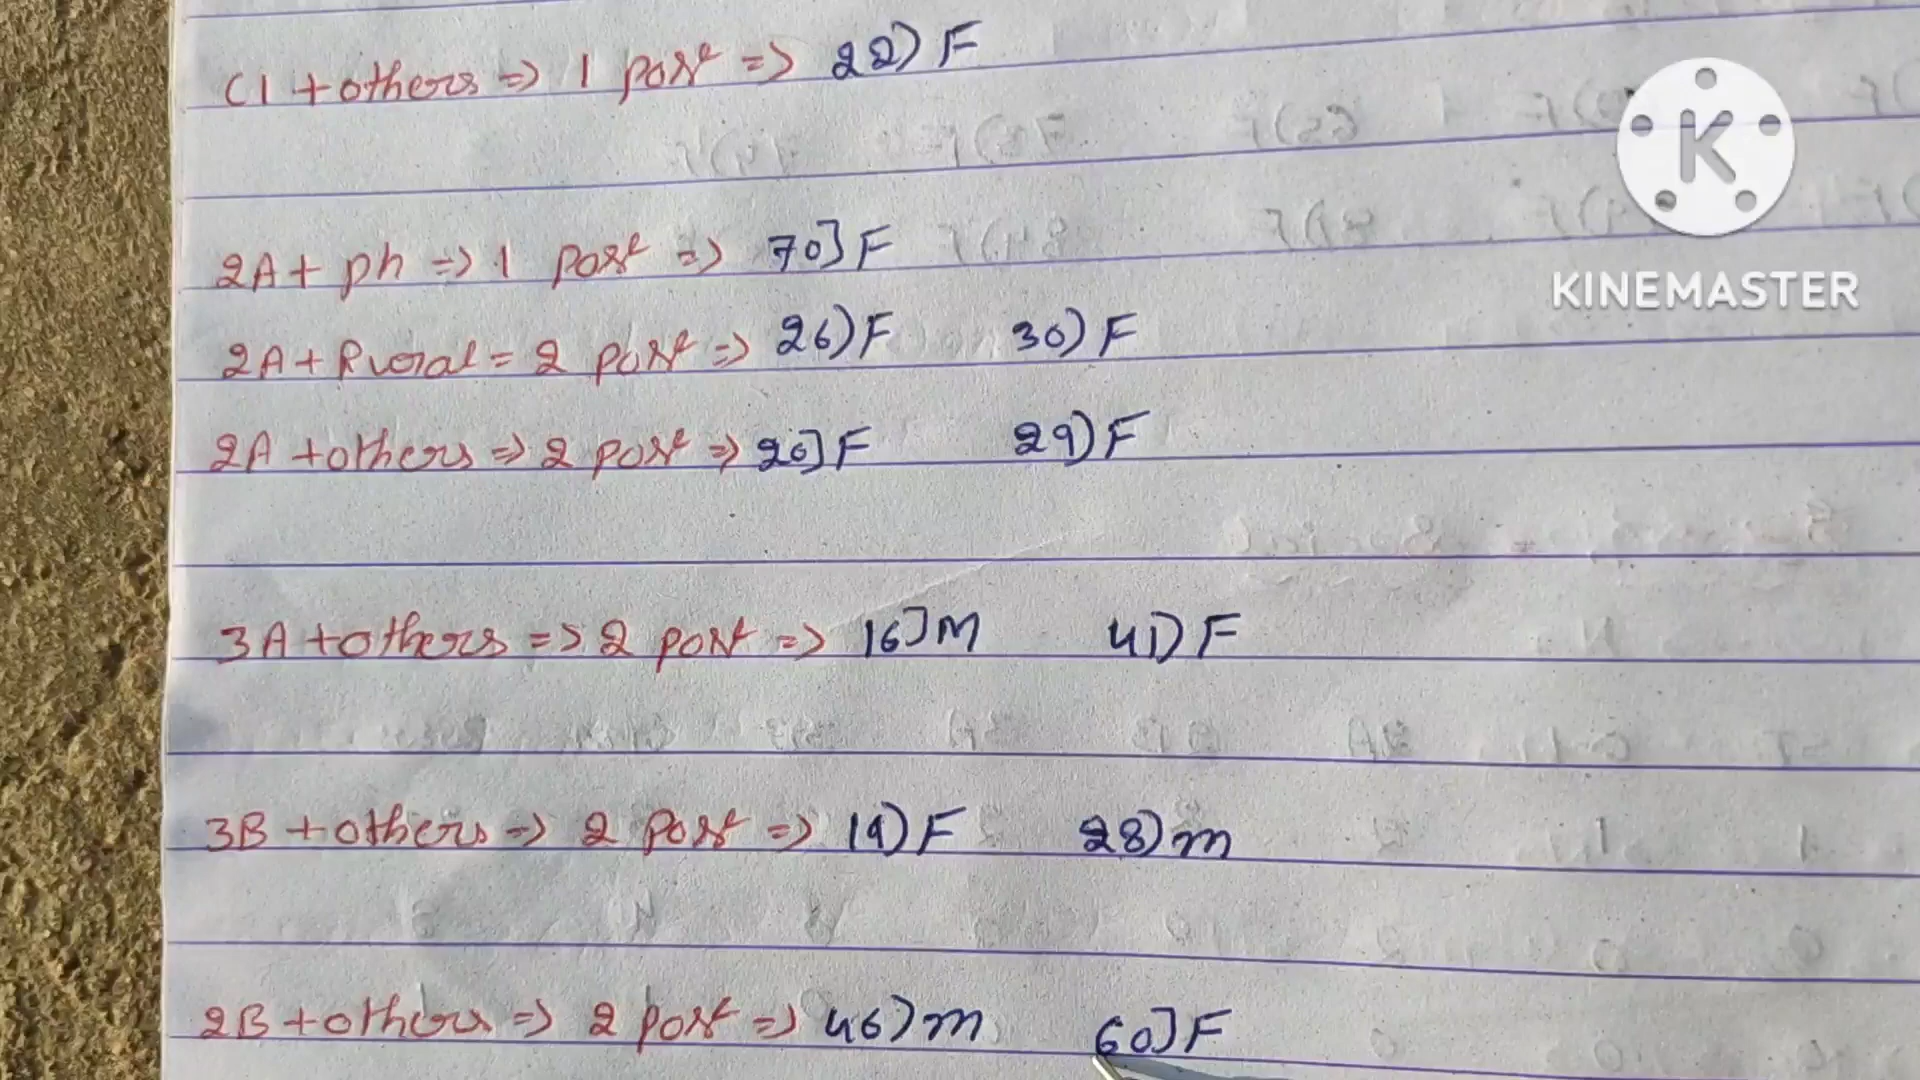 C1 + others => 1 post => 22) F
K
KINEMASTER
2A + ph => 1 post => 70] F
2A + Rural = 2 post => 26) F 30) F
2A + others => 2 post => 20] F 29) F
3A + others => 2 post => 16] M 41) F
3B + others => 2 post => 19) F 28) m
2B + others => 2 post => 46) m 60] F